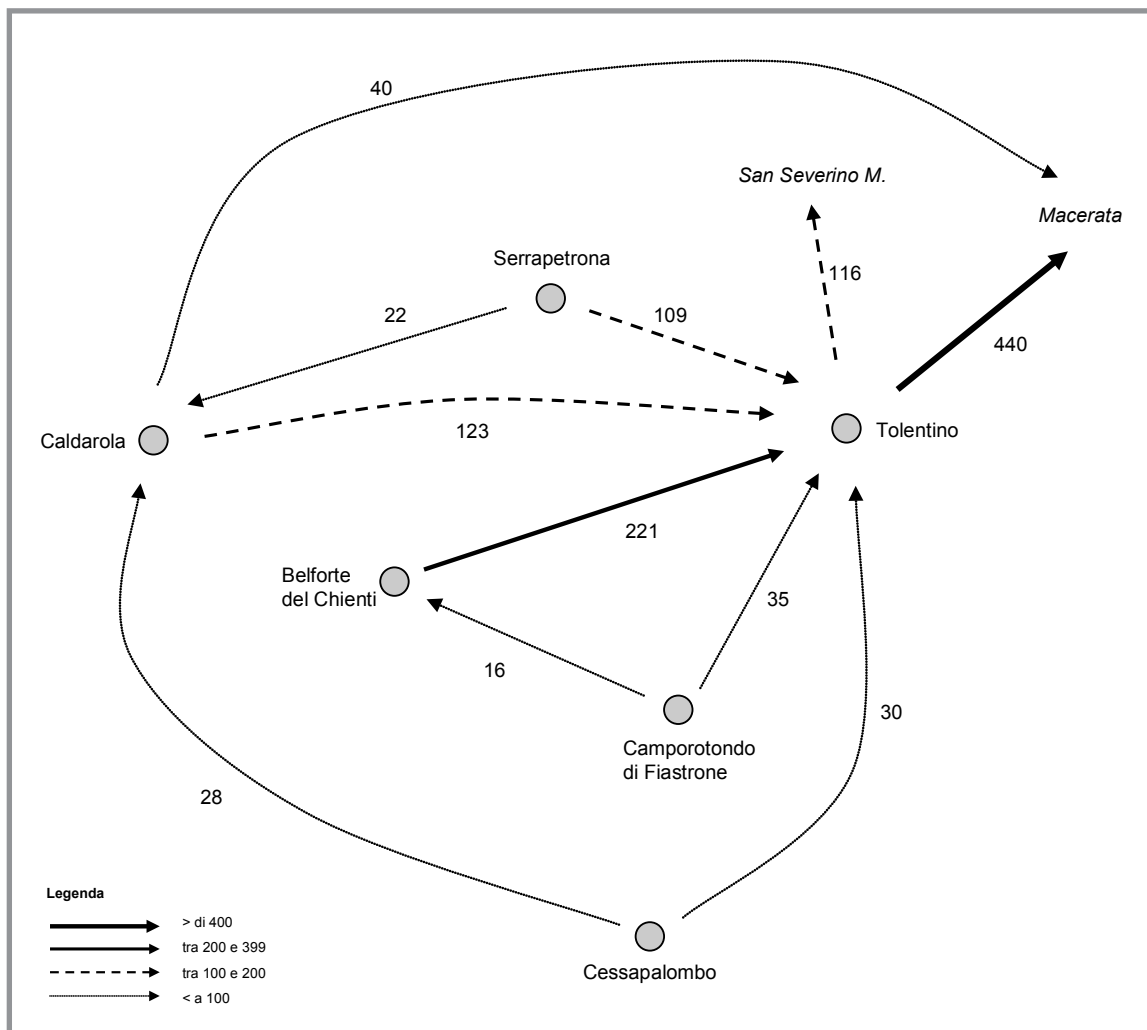 40
San Severino M.
Macerata
Serrapetrona
116
22
109
440
Caldarola
123
Tolentino
221
Belforte
del Chienti
35
16
30
Camporotondo
di Fiastrone
28
Legenda
> di 400
tra 200 e 399
tra 100 e 200
< a 100
Cessapalombo